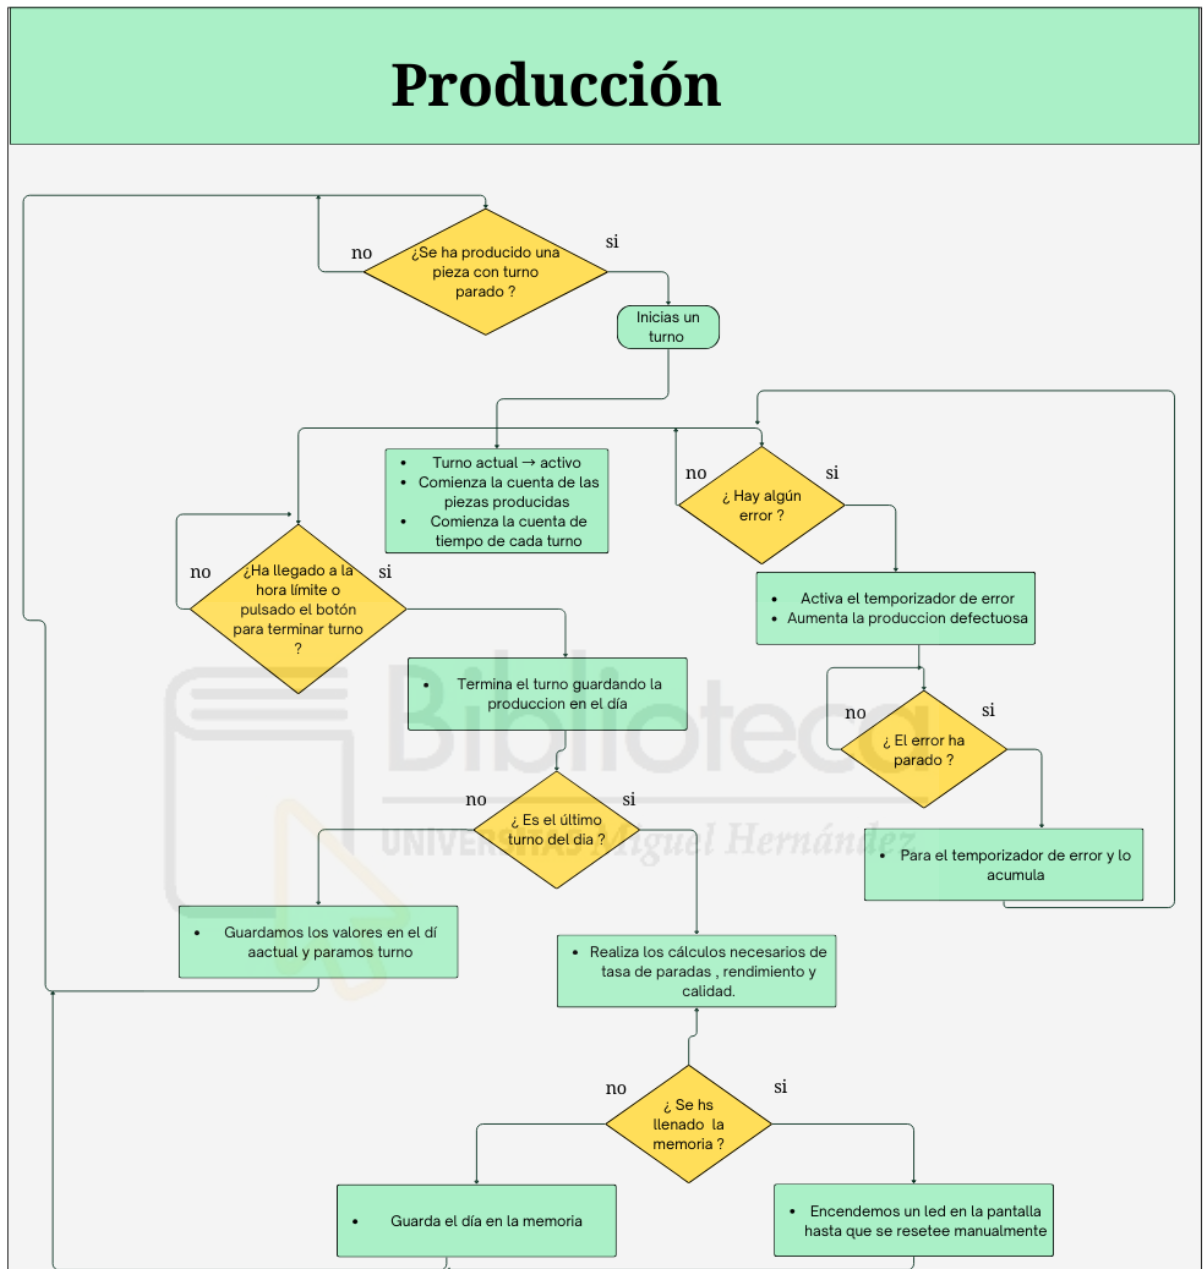 Producción
no
si
¿Se ha producido una
pieza con turno
parado ?
Inicias un
turno
• Turno actual → activo
• Comienza la cuenta de las
piezas producidas
• Comienza la cuenta de
tiempo de cada turno
no
si
¿ Hay algún
error ?
no
si
¿Ha llegado a la
hora límite o
pulsado el botón
para terminar turno
?
• Activa el temporizador de error
• Aumenta la produccion defectuosa
• Termina el turno guardando la
produccion en el día
no
si
¿ El error ha
parado ?
no
si
¿ Es el último
turno del dia ?
• Para el temporizador de error y lo
acumula
• Guardamos los valores en el dí
aactual y paramos turno
• Realiza los cálculos necesarios de
tasa de paradas , rendimiento y
calidad.
no
si
¿ Se hs
llenado la
memoria ?
• Guarda el día en la memoria
• Encendemos un led en la pantalla
hasta que se resetee manualmente
Biblioteca
UNIVERSITAS Miguel Hernández